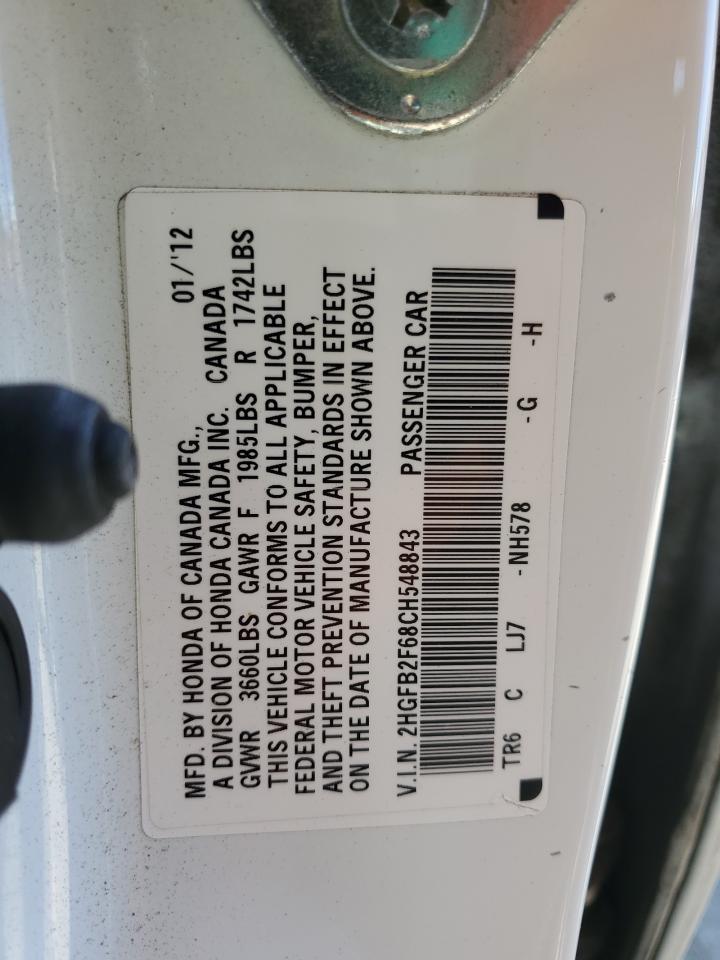 MFD. BY HONDA OF CANADA MFG., 01/'12
A DIVISION OF HONDA CANADA INC. CANADA
GVWR 3660LBS GAWR F 1985LBS R 1742LBS
THIS VEHICLE CONFORMS TO ALL APPLICABLE
FEDERAL MOTOR VEHICLE SAFETY, BUMPER,
AND THEFT PREVENTION STANDARDS IN EFFECT
ON THE DATE OF MANUFACTURE SHOWN ABOVE.
V.I.N. 2HGFB2F68CH548843 PASSENGER CAR
TR6 C LJ7 -NH578 -G -H